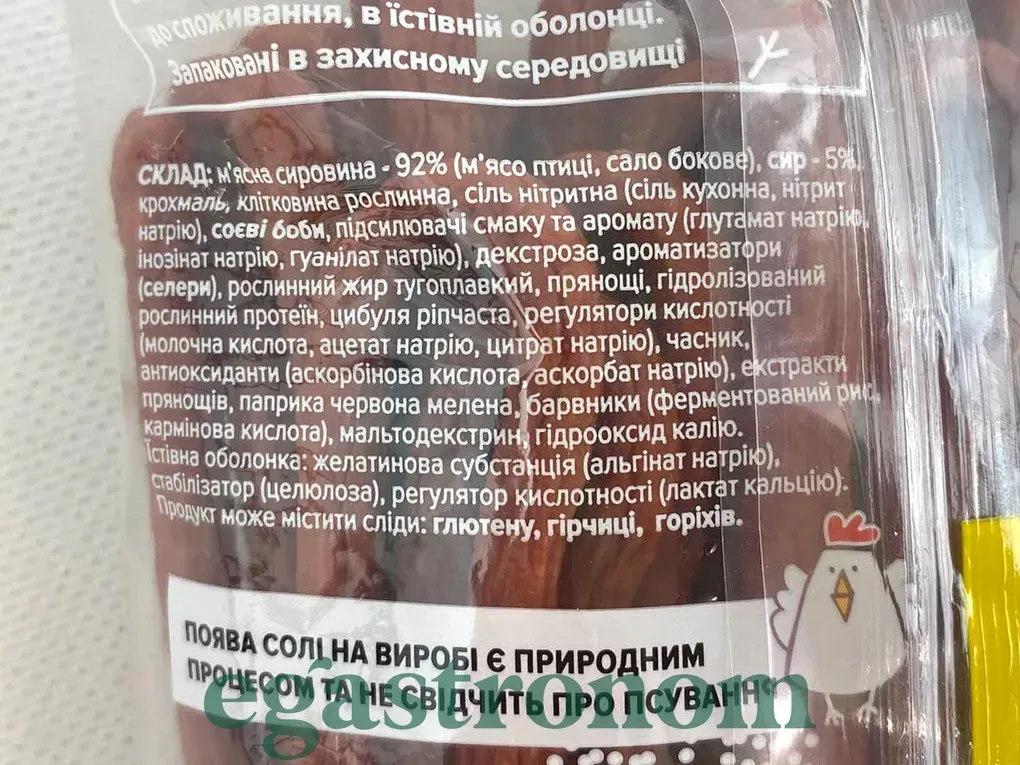 до споживання, в їстівній оболонці.
Запаковані в захисному середовищі
СКЛАД: м'ясна сировина - 92% (м'ясо птиці, сало бокове), сир - 5%,
крохмаль, клітковина рослинна, сіль нітритна (сіль кухонна, нітрит
натрію), соєві боби, підсилювачі смаку та аромату (глутамат натрію,
інозінат натрію, гуанілат натрію), декстроза, ароматизатори
(селери), рослинний жир тугоплавкий, прянощі, гідролізований
рослинний протеїн, цибуля ріпчаста, регулятори кислотності
(молочна кислота, ацетат натрію, цитрат натрію), часник,
антиоксиданти (аскорбінова кислота, аскорбат натрію), екстракти
прянощів, паприка червона мелена, барвники (ферментований рис,
кармінова кислота), мальтодекстрин, гідрооксид калію.
Їстівна оболонка: желатинова субстанція (альгінат натрію),
стабілізатор (целюлоза), регулятор кислотності (лактат кальцію).
Продукт може містити сліди: глютену, гірчиці, горіхів.
ПОЯВА СОЛІ НА ВИРОБІ Є ПРИРОДНИМ
ПРОЦЕСОМ ТА НЕ СВІДЧИТЬ ПРО ПСУВАННЯ
egastronom